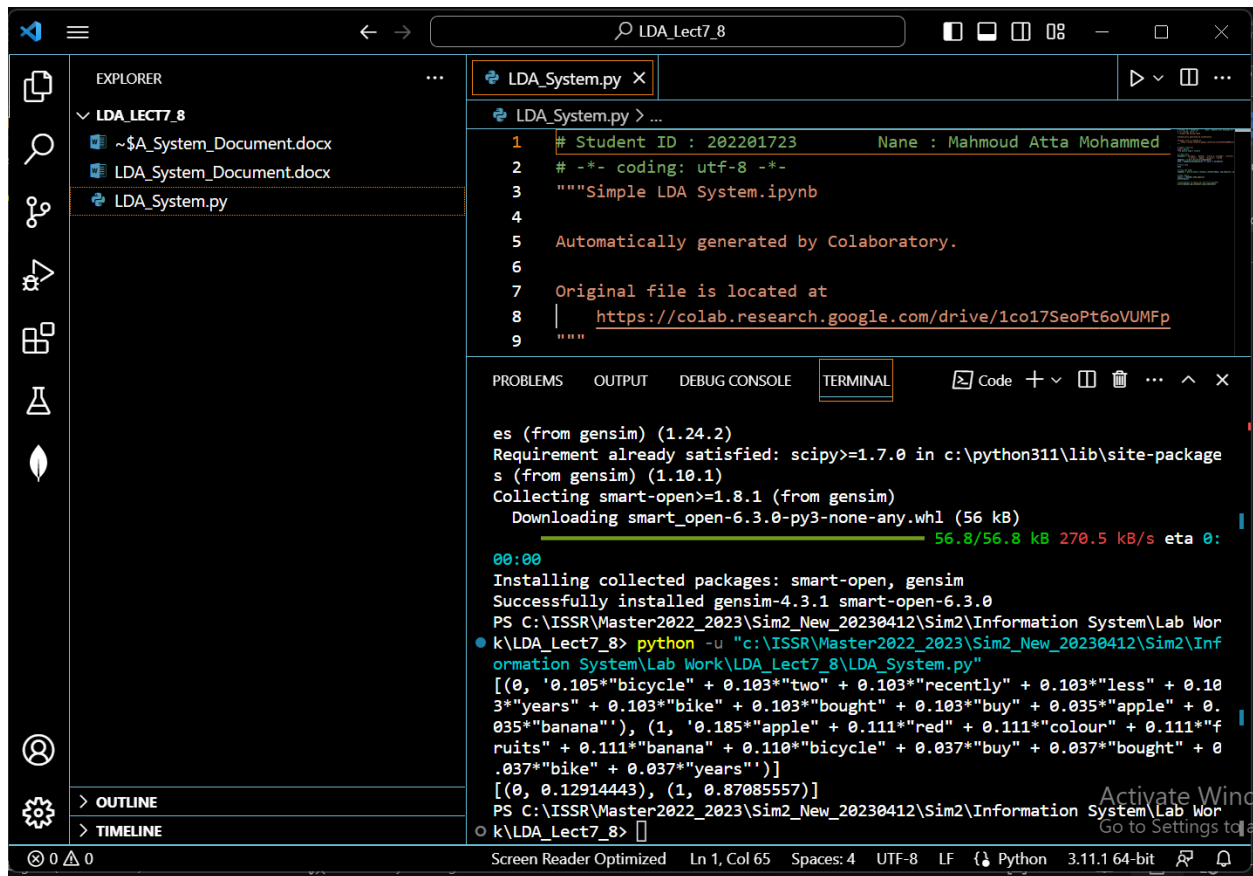 LDA_Lect7_8
EXPLORER
LDA_LECT7_8
~$A_System_Document.docx
LDA_System_Document.docx
LDA_System.py
OUTLINE
TIMELINE
LDA_System.py
LDA_System.py > ...
1 # Student ID : 202201723 Nane : Mahmoud Atta Mohammed
2 # -*- coding: utf-8 -*-
3 """Simple LDA System.ipynb
4
5 Automatically generated by Colaboratory.
6
7 Original file is located at
8 https://colab.research.google.com/drive/1co17SeoPt6oVUMFp
9 """
PROBLEMS OUTPUT DEBUG CONSOLE TERMINAL Code
es (from gensim) (1.24.2)
Requirement already satisfied: scipy>=1.7.0 in c:\python311\lib\site-package
s (from gensim) (1.10.1)
Collecting smart-open>=1.8.1 (from gensim)
Downloading smart_open-6.3.0-py3-none-any.whl (56 kB)
56.8/56.8 kB 270.5 kB/s eta 0:
00:00
Installing collected packages: smart-open, gensim
Successfully installed gensim-4.3.1 smart-open-6.3.0
PS C:\ISSR\Master2022_2023\Sim2_New_20230412\Sim2\Information System\Lab Wor
k\LDA_Lect7_8> python -u "c:\ISSR\Master2022_2023\Sim2_New_20230412\Sim2\Inf
ormation System\Lab Work\LDA_Lect7_8\LDA_System.py"
[(0, '0.105*"bicycle" + 0.103*"two" + 0.103*"recently" + 0.103*"less" + 0.10
3*"years" + 0.103*"bike" + 0.103*"bought" + 0.103*"buy" + 0.035*"apple" + 0.
035*"banana"'), (1, '0.185*"apple" + 0.111*"red" + 0.111*"colour" + 0.111*"f
ruits" + 0.111*"banana" + 0.110*"bicycle" + 0.037*"buy" + 0.037*"bought" + 0
.037*"bike" + 0.037*"years"')]
[(0, 0.12914443), (1, 0.87085557)]
PS C:\ISSR\Master2022_2023\Sim2_New_20230412\Sim2\Information System\Lab Wor
k\LDA_Lect7_8>
Activate Winc
Go to Settings to a
0 0 Screen Reader Optimized Ln 1, Col 65 Spaces: 4 UTF-8 LF Python 3.11.1 64-bit